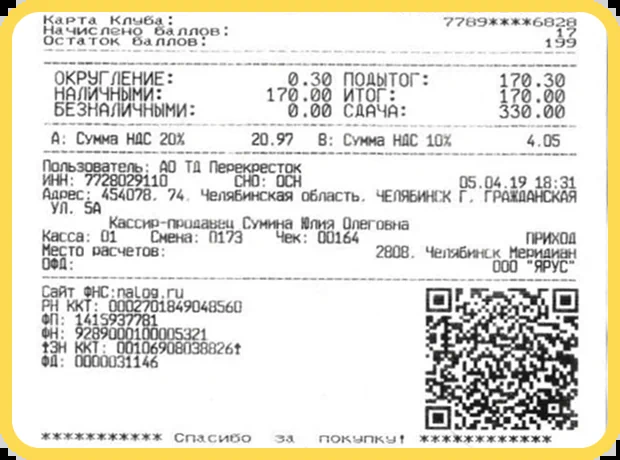 Карта Клуба: 7789****6828
Начислено баллов: 17
Остаток баллов: 199
ОКРУГЛЕНИЕ: 0.30 ПОДЫТОГ: 170.30
НАЛИЧНЫМИ: 170.00 ИТОГ: 170.00
БЕЗНАЛИЧНЫМИ: 0.00 СДАЧА: 330.00
А: Сумма НДС 20% 20.97 В: Сумма НДС 10% 4.05
Пользователь: АО ТД Перекресток
ИНН: 7728029110 СНО: ОСН 05.04.19 18:31
Адрес: 454078, 74, Челябинская область, ЧЕЛЯБИНСК Г, ГРАЖДАНСКАЯ
УЛ, 5А
Кассир-продавец Сумина Юлия Олеговна
Касса: 01 Смена: 0173 Чек: 00164 ПРИХОД
Место расчетов: 2808, Челябинск Меридиан
ОФД: ООО "ЯРУС"
Сайт ФНС:nalog.ru
РН ККТ: 0002701849048560
ФП: 1415937781
ФН: 9289000100005321
↑ЗН ККТ: 00106908038826↑
ФД: 0000031146
*********** Спасибо за покупку! ************